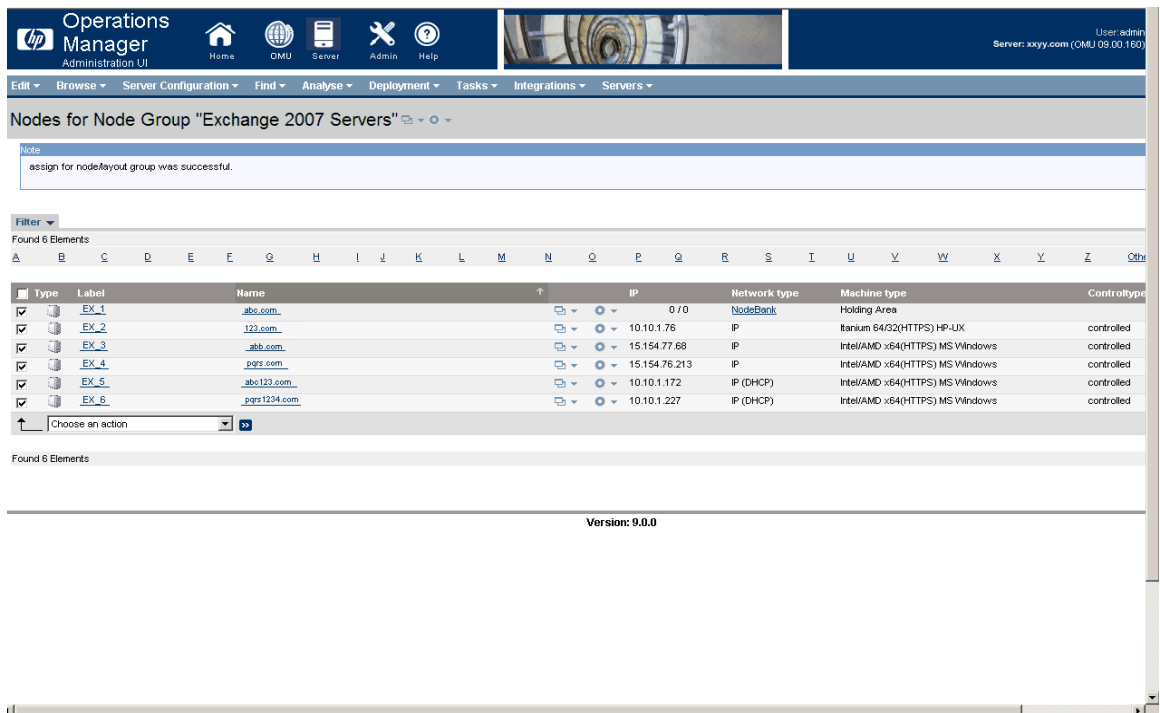 hp Operations Manager
Administration UI
Home OMU Server Admin Help
User:admin
Server: xxyy.com (OMU 09.00.160)
Edit Browse Server Configuration Find Analyse Deployment Tasks Integrations Servers
Nodes for Node Group "Exchange 2007 Servers"
Note
assign for node/layout group was successful.
Filter
Found 6 Elements
A B C D E F G H I J K L M N O P Q R S T U V W X Y Z
Type Label Name IP Network type Machine type Controltype
EX_1 abc.com 0 / 0 NodeBank Holding Area
EX_2 123.com 10.10.1.76 IP Itanium 64/32(HTTPS) HP-UX controlled
EX_3 abb.com 15.154.77.68 IP Intel/AMD x64(HTTPS) MS Windows controlled
EX_4 pqrs.com 15.154.76.213 IP Intel/AMD x64(HTTPS) MS Windows controlled
EX_5 abc123.com 10.10.1.172 IP (DHCP) Intel/AMD x64(HTTPS) MS Windows controlled
EX_6 pqrs1234.com 10.10.1.227 IP (DHCP) Intel/AMD x64(HTTPS) MS Windows controlled
Choose an action
Found 6 Elements
Version: 9.0.0